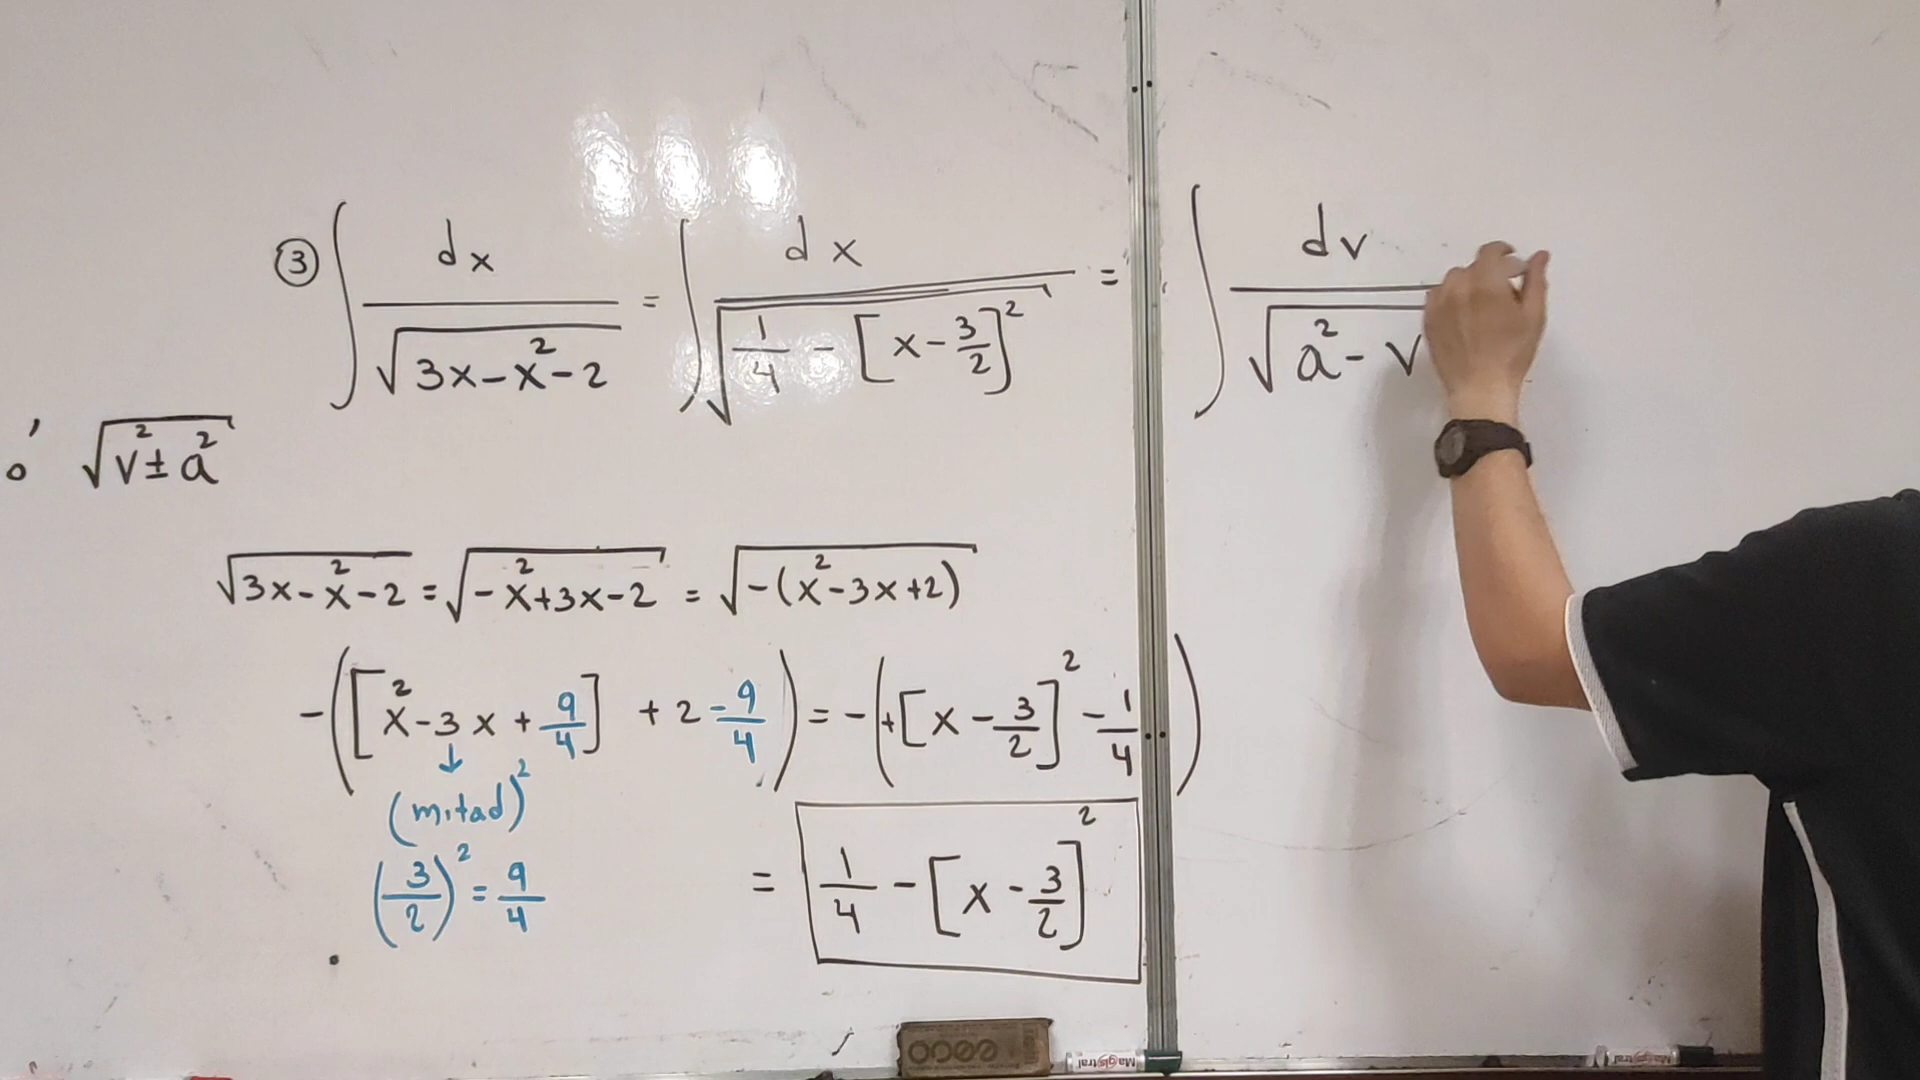 ③ ∫ dx / √(3x - x² - 2) = ∫ dx / √(1/4 - [x - 3/2]²) = ∫ dv / √(a² - v
ó √(v² ± a²)
√(3x - x² - 2) = √(-x² + 3x - 2) = √(-(x² - 3x + 2))
-([x² - 3x + 9/4] + 2 - 9/4) = -(+[x - 3/2]² - 1/4)
↓
(mitad)²
(3/2)² = 9/4
= 1/4 - [x - 3/2]²
Magistral
Magistral